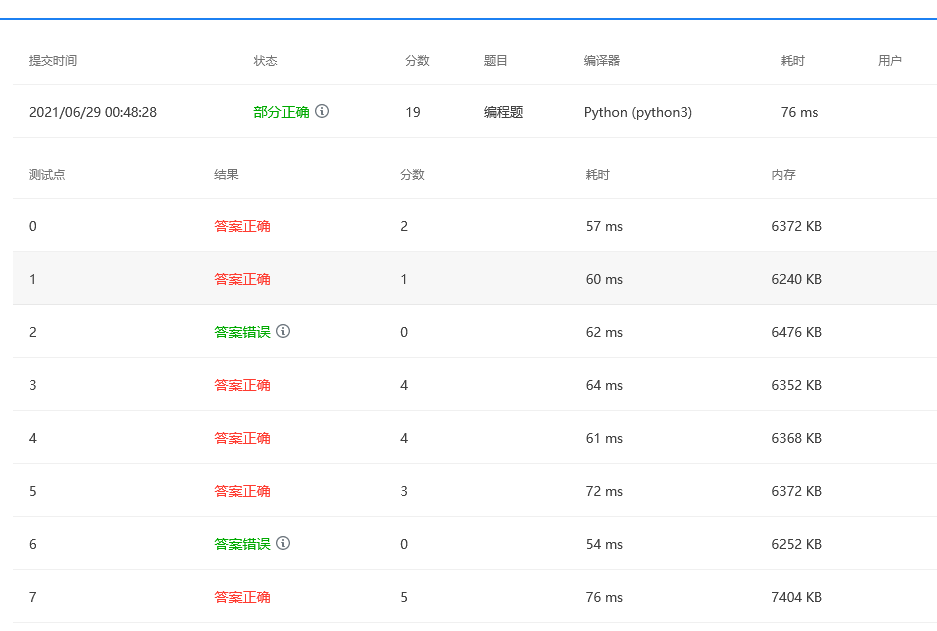 提交时间 状态 分数 题目 编译器 耗时 用户
2021/06/29 00:48:28 部分正确 19 编程题 Python (python3) 76 ms
测试点 结果 分数 耗时 内存
0 答案正确 2 57 ms 6372 KB
1 答案正确 1 60 ms 6240 KB
2 答案错误 0 62 ms 6476 KB
3 答案正确 4 64 ms 6352 KB
4 答案正确 4 61 ms 6368 KB
5 答案正确 3 72 ms 6372 KB
6 答案错误 0 54 ms 6252 KB
7 答案正确 5 76 ms 7404 KB